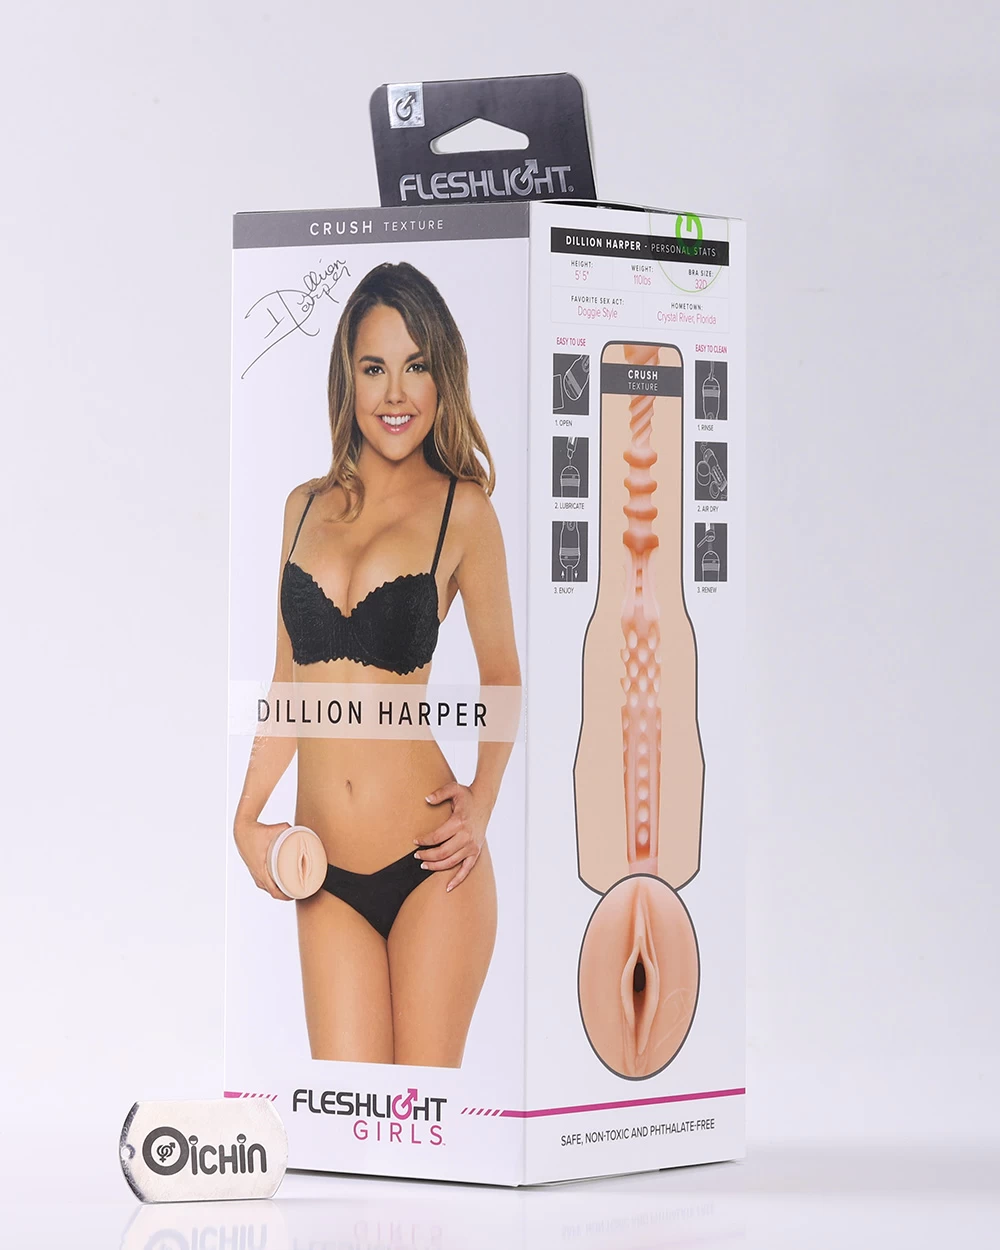 FLESHLIGHT®
CRUSH TEXTURE
Dillion Harper
DILLION HARPER
FLESHLIGHT
GIRLS
DILLION HARPER - PERSONAL STATS
HEIGHT:
5' 5"
WEIGHT:
110lbs
BRA SIZE:
32D
FAVORITE SEX ACT:
Doggie Style
HOMETOWN:
Crystal River, Florida
EASY TO USE
1. OPEN
2. LUBRICATE
3. ENJOY
CRUSH
TEXTURE
EASY TO CLEAN
1. RINSE
2. AIR DRY
3. RENEW
SAFE, NON-TOXIC AND PHTHALATE-FREE
OiCHiN